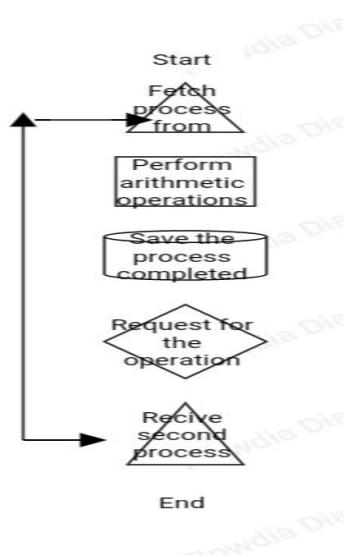 Start
Fetch
process
from
Perform
arithmetic
operations
Save the
process
completed
Request for
the
operation
Recive
second
process
End